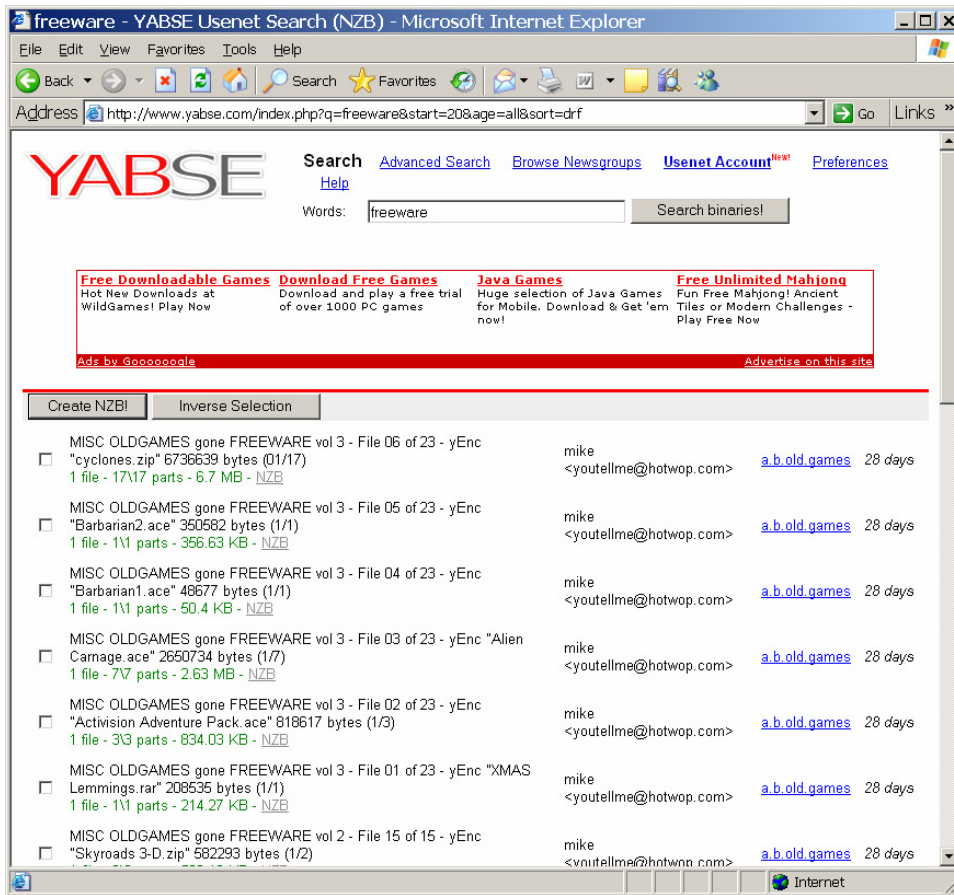 freeware - YABSE Usenet Search (NZB) - Microsoft Internet Explorer
File Edit View Favorites Tools Help
Back Search Favorites
Address http://www.yabse.com/index.php?q=freeware&start=20&age=all&sort=drf Go Links »
YABSE
Search Advanced Search Browse Newsgroups Usenet Account New! Preferences
Help
Words: freeware Search binaries!
Free Downloadable Games
Hot New Downloads at
WildGames! Play Now
Download Free Games
Download and play a free trial
of over 1000 PC games
Java Games
Huge selection of Java Games
for Mobile. Download & Get 'em
now!
Free Unlimited Mahjong
Fun Free Mahjong! Ancient
Tiles or Modern Challenges -
Play Free Now
Ads by Goooooogle Advertise on this site
Create NZB! Inverse Selection
MISC OLDGAMES gone FREEWARE vol 3 - File 06 of 23 - yEnc
"cyclones.zip" 6736639 bytes (01/17)
1 file - 17\17 parts - 6.7 MB - NZB
mike
<youtellme@hotwop.com>
a.b.old.games 28 days
MISC OLDGAMES gone FREEWARE vol 3 - File 05 of 23 - yEnc
"Barbarian2.ace" 350582 bytes (1/1)
1 file - 1\1 parts - 356.63 KB - NZB
mike
<youtellme@hotwop.com>
a.b.old.games 28 days
MISC OLDGAMES gone FREEWARE vol 3 - File 04 of 23 - yEnc
"Barbarian1.ace" 48677 bytes (1/1)
1 file - 1\1 parts - 50.4 KB - NZB
mike
<youtellme@hotwop.com>
a.b.old.games 28 days
MISC OLDGAMES gone FREEWARE vol 3 - File 03 of 23 - yEnc "Alien
Carnage.ace" 2650734 bytes (1/7)
1 file - 7\7 parts - 2.63 MB - NZB
mike
<youtellme@hotwop.com>
a.b.old.games 28 days
MISC OLDGAMES gone FREEWARE vol 3 - File 02 of 23 - yEnc
"Activision Adventure Pack.ace" 818617 bytes (1/3)
1 file - 3\3 parts - 834.03 KB - NZB
mike
<youtellme@hotwop.com>
a.b.old.games 28 days
MISC OLDGAMES gone FREEWARE vol 3 - File 01 of 23 - yEnc "XMAS
Lemmings.rar" 208535 bytes (1/1)
1 file - 1\1 parts - 214.27 KB - NZB
mike
<youtellme@hotwop.com>
a.b.old.games 28 days
MISC OLDGAMES gone FREEWARE vol 2 - File 15 of 15 - yEnc
"Skyroads 3-D.zip" 582293 bytes (1/2)
mike
<youtellme@hotwop.com>
a.b.old.games 28 days
Internet